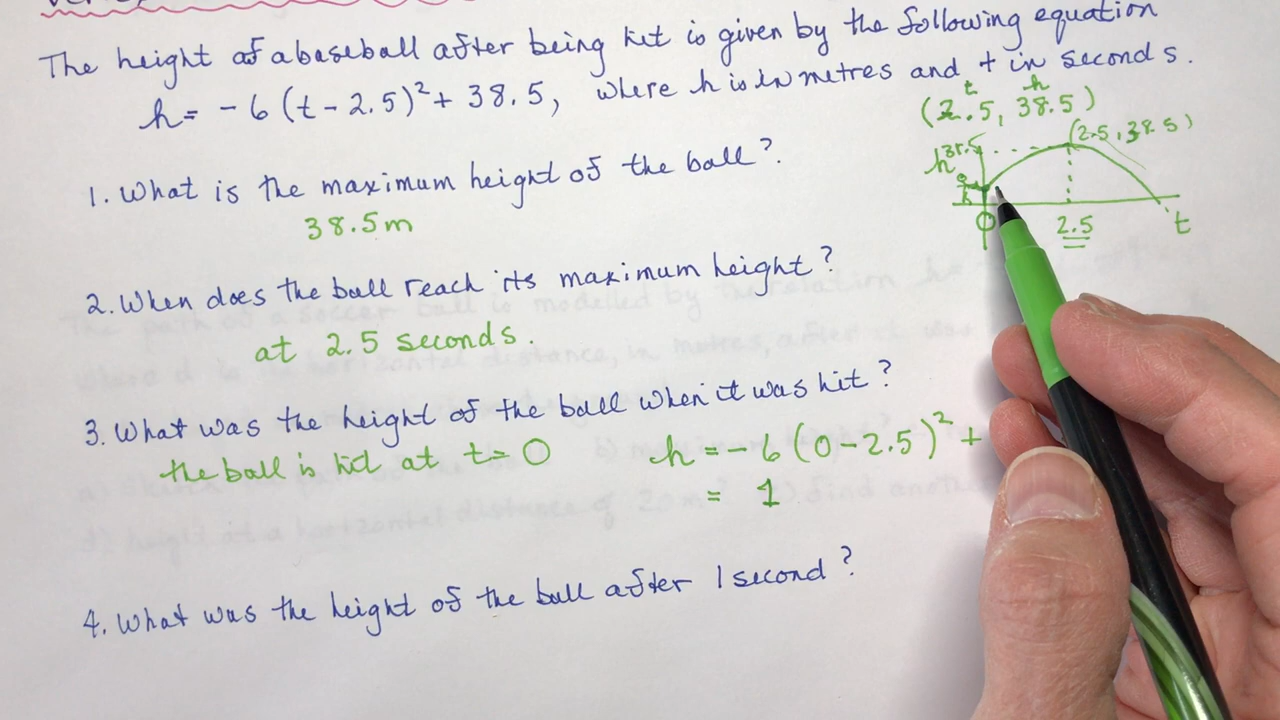 The height of a baseball after being hit is given by the following equation
h = -6(t-2.5)²+38.5, where h is in metres and t in seconds.
t h
(2.5, 38.5)
(2.5, 38.5)
h
0 2.5 t
1. What is the maximum height of the ball?
38.5m
2. When does the ball reach its maximum height?
at 2.5 seconds.
3. What was the height of the ball when it was hit?
the ball is hit at t=0 h = -6(0-2.5)²+
= 1
4. What was the height of the ball after 1 second?